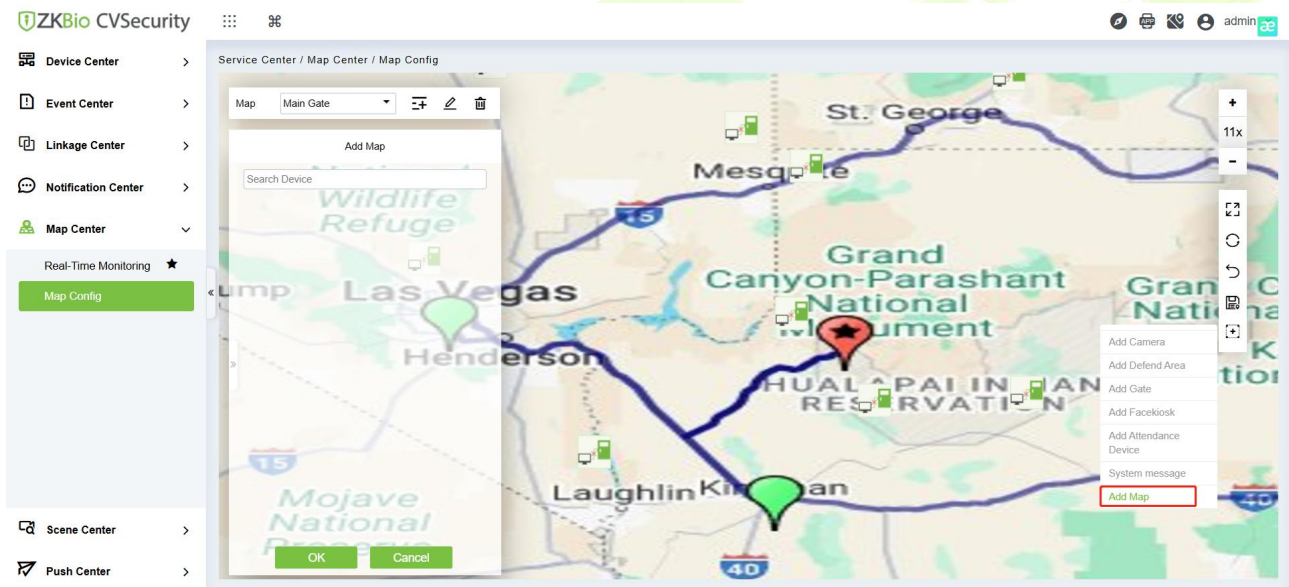 ZKBio CVSecurity
admin
Device Center
Event Center
Linkage Center
Notification Center
Map Center
Real-Time Monitoring
Map Config
Scene Center
Push Center
Service Center / Map Center / Map Config
Map Main Gate
Add Map
Search Device
OK Cancel
+
11x
-
Add Camera
Add Defend Area
Add Gate
Add Facekiosk
Add Attendance
Device
System message
Add Map
St. George
Mesquite
Wildlife
Refuge
15
Las Vegas
Henderson
Grand
Canyon-Parashant
National
Monument
HUALAPAI INDIAN
RESERVATION
15
Laughlin
Kingman
Mojave
National
Preserve
40
40